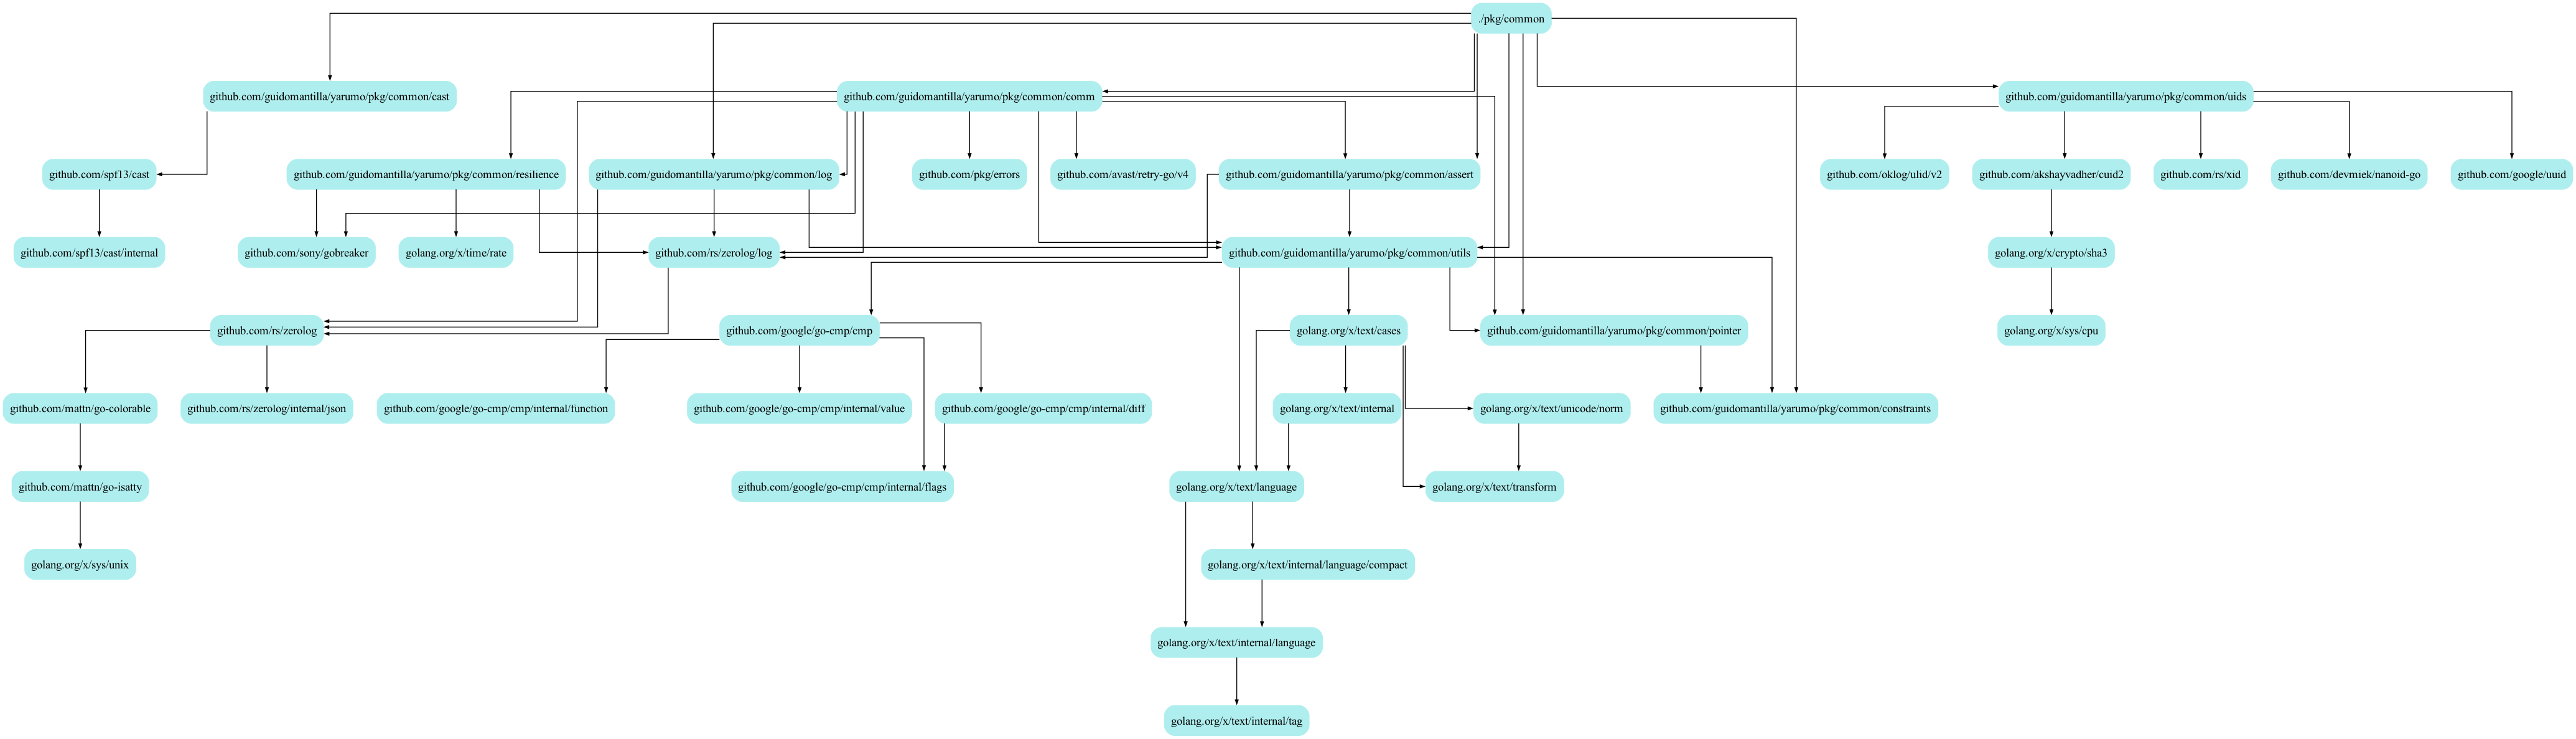 ./pkg/common
github.com/guidomantilla/yarumo/pkg/common/cast
github.com/guidomantilla/yarumo/pkg/common/comm
github.com/guidomantilla/yarumo/pkg/common/uids
github.com/spf13/cast
github.com/guidomantilla/yarumo/pkg/common/resilience
github.com/guidomantilla/yarumo/pkg/common/log
github.com/pkg/errors
github.com/avast/retry-go/v4
github.com/guidomantilla/yarumo/pkg/common/assert
github.com/oklog/ulid/v2
github.com/akshayvadher/cuid2
github.com/rs/xid
github.com/devmiek/nanoid-go
github.com/google/uuid
github.com/spf13/cast/internal
github.com/sony/gobreaker
golang.org/x/time/rate
github.com/rs/zerolog/log
github.com/guidomantilla/yarumo/pkg/common/utils
golang.org/x/crypto/sha3
github.com/rs/zerolog
github.com/google/go-cmp/cmp
golang.org/x/text/cases
github.com/guidomantilla/yarumo/pkg/common/pointer
golang.org/x/sys/cpu
github.com/mattn/go-colorable
github.com/rs/zerolog/internal/json
github.com/google/go-cmp/cmp/internal/function
github.com/google/go-cmp/cmp/internal/value
github.com/google/go-cmp/cmp/internal/diff
golang.org/x/text/internal
golang.org/x/text/unicode/norm
github.com/guidomantilla/yarumo/pkg/common/constraints
github.com/mattn/go-isatty
github.com/google/go-cmp/cmp/internal/flags
golang.org/x/text/language
golang.org/x/text/transform
golang.org/x/sys/unix
golang.org/x/text/internal/language/compact
golang.org/x/text/internal/language
golang.org/x/text/internal/tag